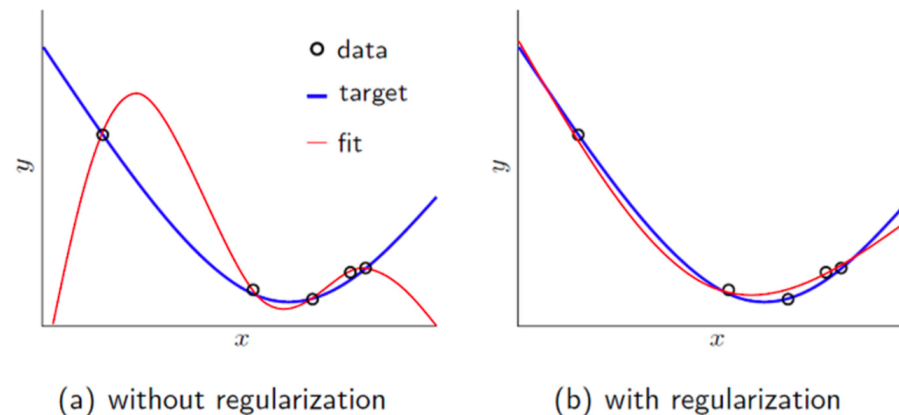 data
target
fit
y
x
(a) without regularization
y
x
(b) with regularization